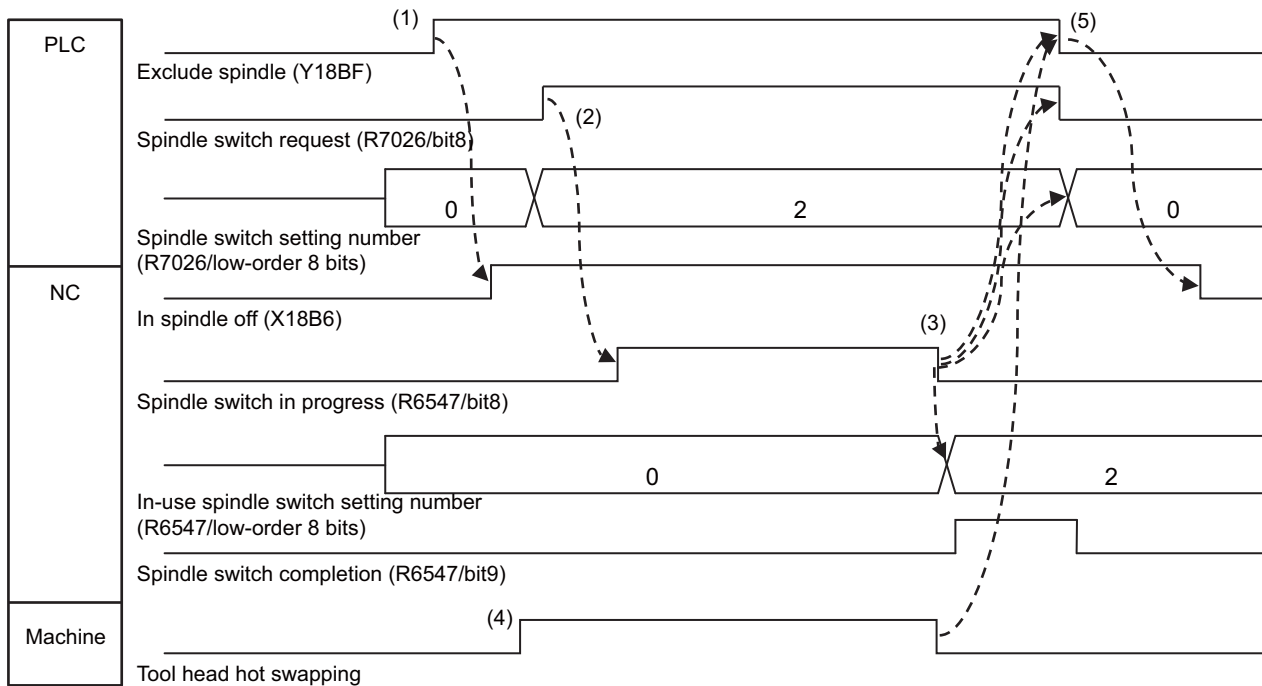 PLC
(1)
(5)
Exclude spindle (Y18BF)
(2)
Spindle switch request (R7026/bit8)
0
2
0
Spindle switch setting number
(R7026/low-order 8 bits)
NC
In spindle off (X18B6)
(3)
Spindle switch in progress (R6547/bit8)
0
2
In-use spindle switch setting number
(R6547/low-order 8 bits)
Spindle switch completion (R6547/bit9)
Machine
(4)
Tool head hot swapping